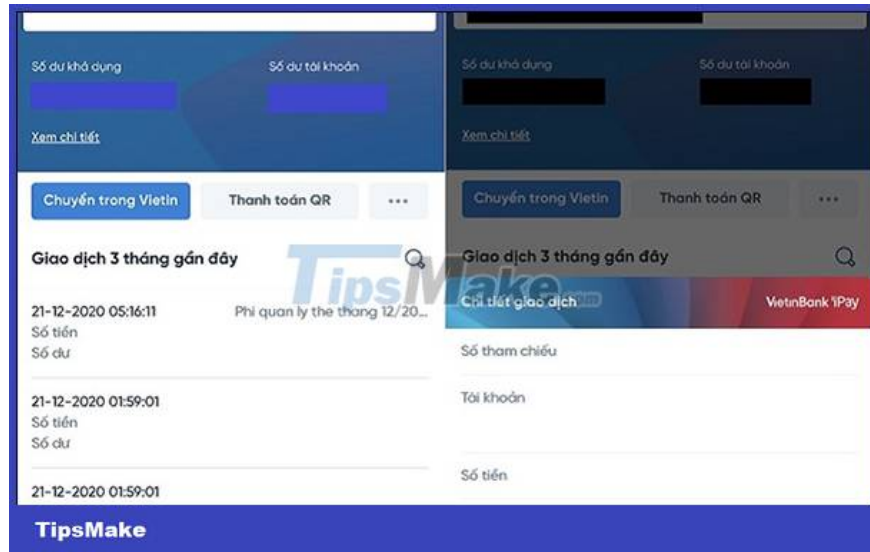 Số dư khả dụng
Số dư tài khoản
Xem chi tiết
Chuyển trong Vietin
Thanh toán QR
Giao dịch 3 tháng gần đây
21-12-2020 05:16:11
Phi quan ly the thang 12/20...
Số tiền
Số dư
21-12-2020 01:59:01
Số tiền
Số dư
21-12-2020 01:59:01
Số dư khả dụng
Số dư tài khoản
Xem chi tiết
Chuyển trong Vietin
Thanh toán QR
Giao dịch 3 tháng gần đây
Chi tiết giao dịch
VietinBank iPay
Số tham chiếu
Tài khoản
Số tiền
TipsMake.com
TipsMake